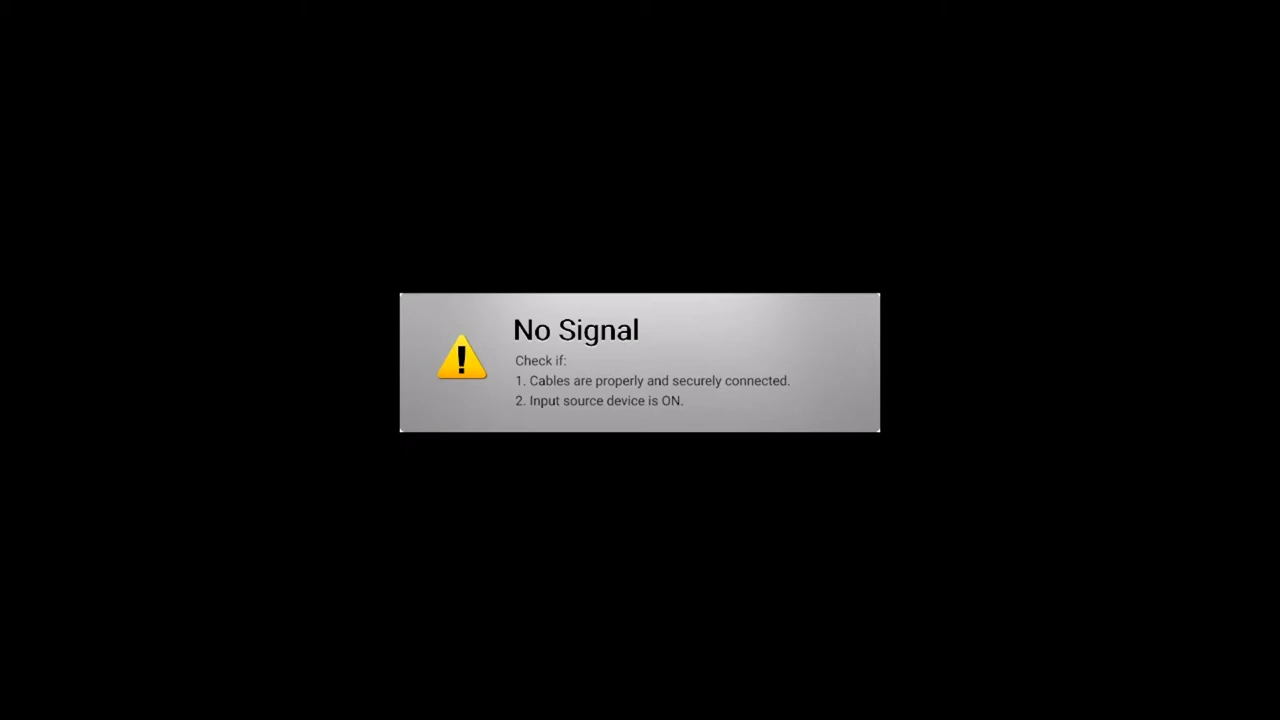 No Signal
Check if:
1. Cables are properly and securely connected.
2. Input source device is ON.